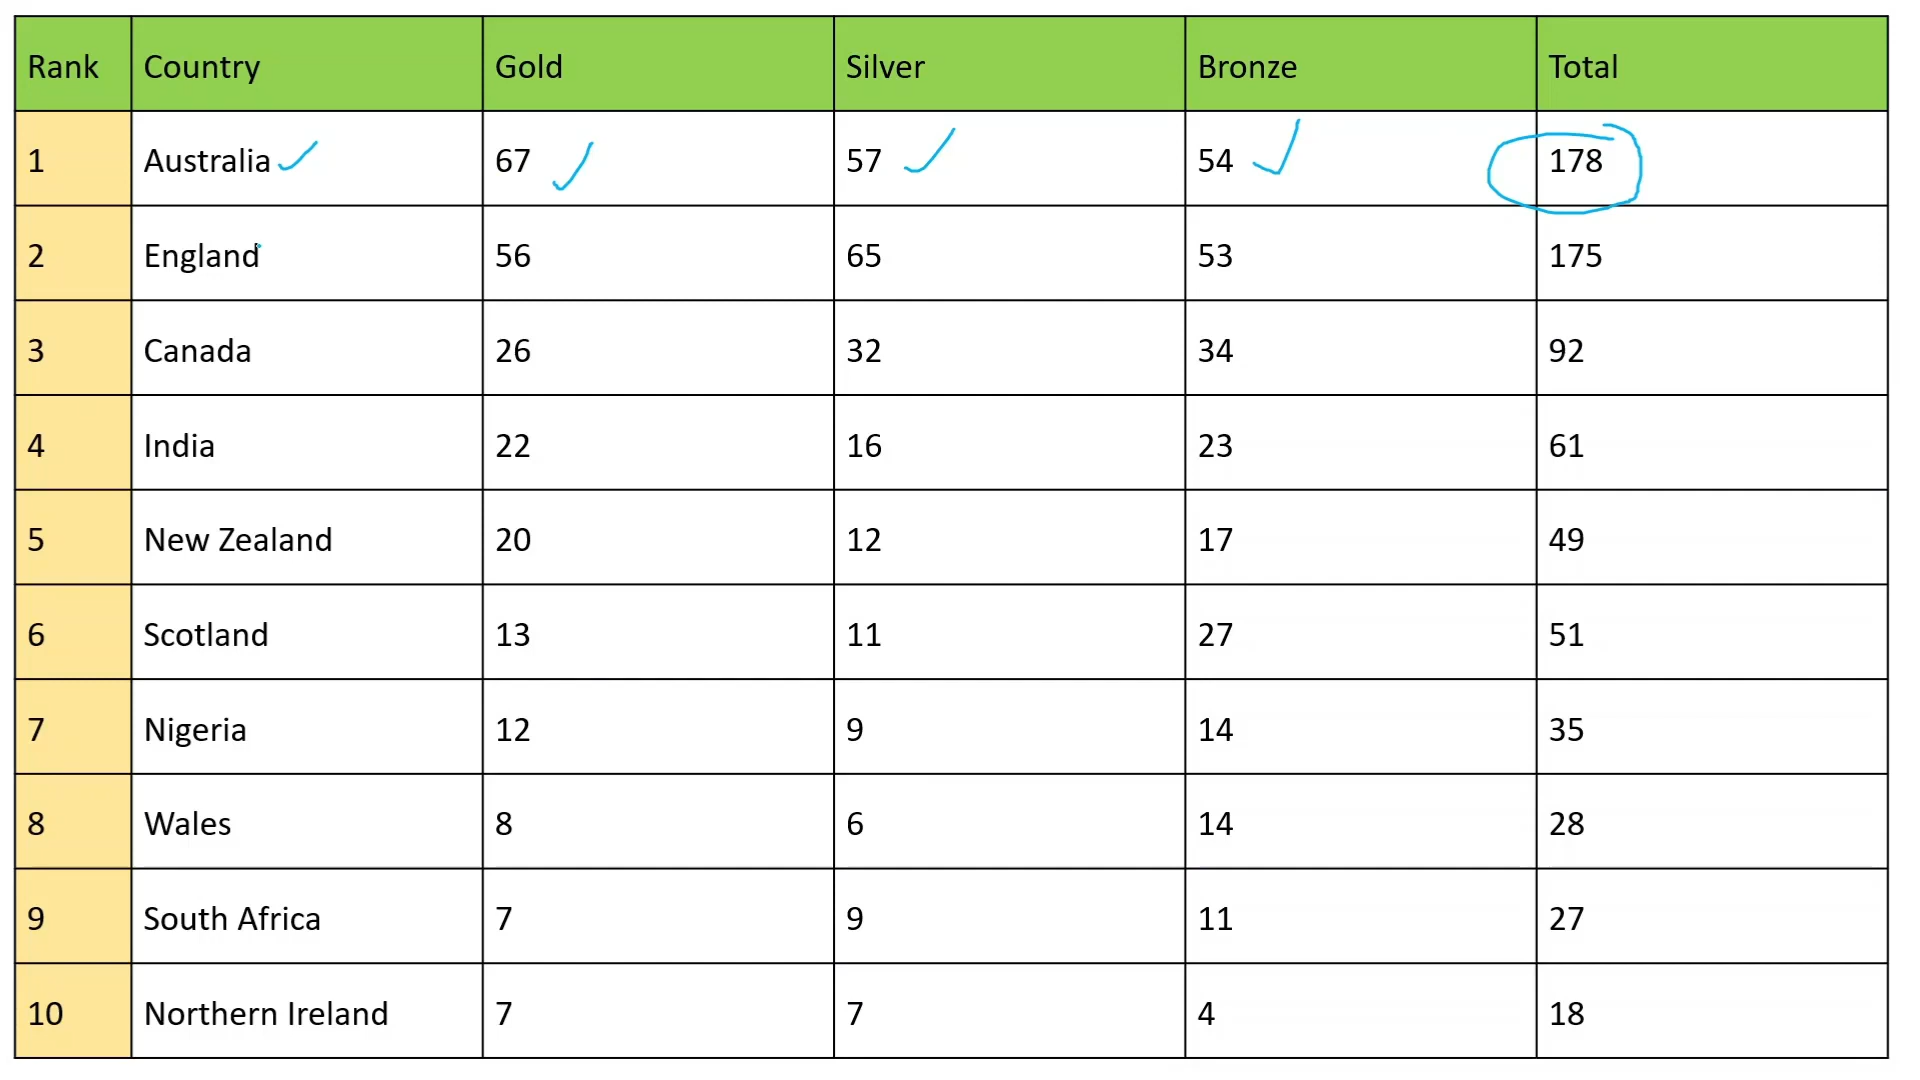 Rank Country Gold Silver Bronze Total
1 Australia 67 57 54 178
2 England 56 65 53 175
3 Canada 26 32 34 92
4 India 22 16 23 61
5 New Zealand 20 12 17 49
6 Scotland 13 11 27 51
7 Nigeria 12 9 14 35
8 Wales 8 6 14 28
9 South Africa 7 9 11 27
10 Northern Ireland 7 7 4 18